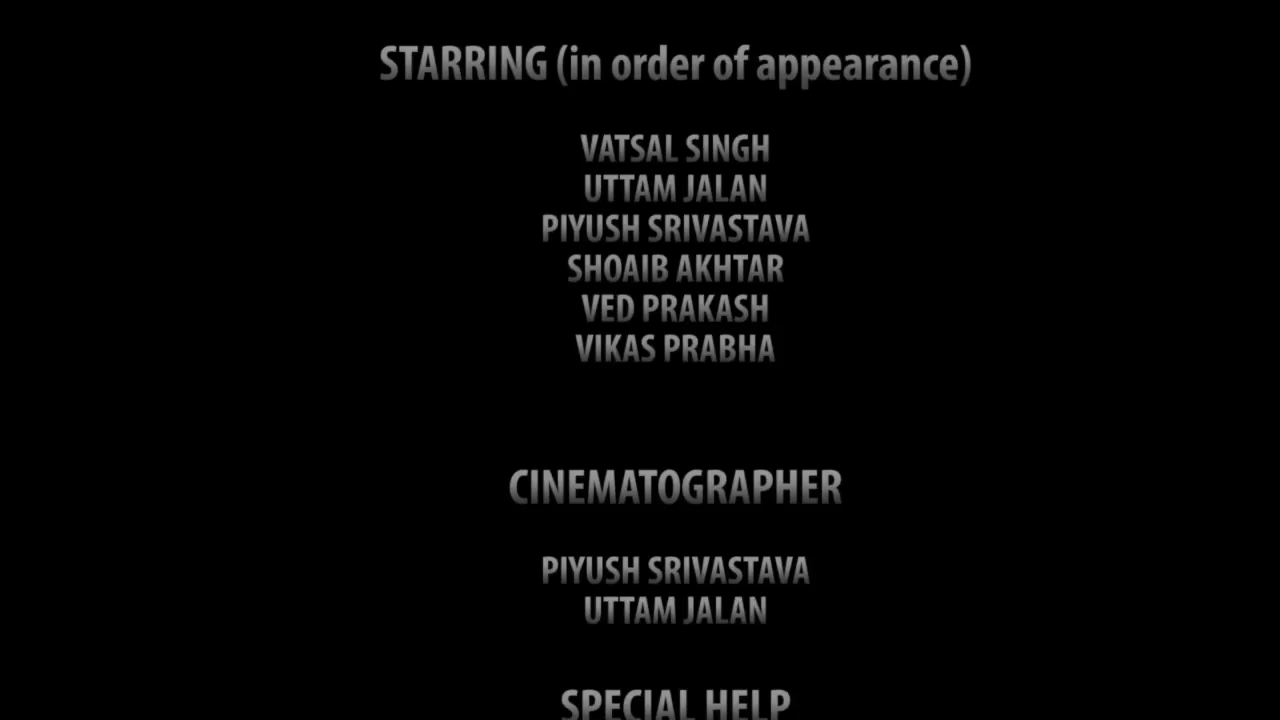 STARRING (in order of appearance)
VATSAL SINGH
UTTAM JALAN
PIYUSH SRIVASTAVA
SHOAIB AKHTAR
VED PRAKASH
VIKAS PRABHA
CINEMATOGRAPHER
PIYUSH SRIVASTAVA
UTTAM JALAN
SPECIAL HELP